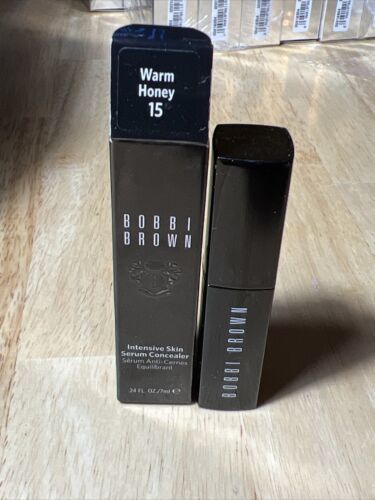 Warm
Honey
15
BOBBI
BROWN
Intensive Skin
Serum Concealer
Sérum Anti-Cernes
Équilibrant
.24 FL. OZ./7ml ℮
BOBBI BROWN